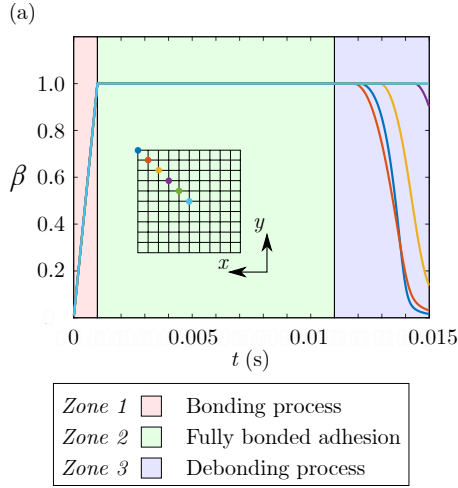 (a)
1.0
0.8
0.6
β
0.4
0.2
0
y
x
0 0.005 0.01 0.015
t (s)
Zone 1 Bonding process
Zone 2 Fully bonded adhesion
Zone 3 Debonding process